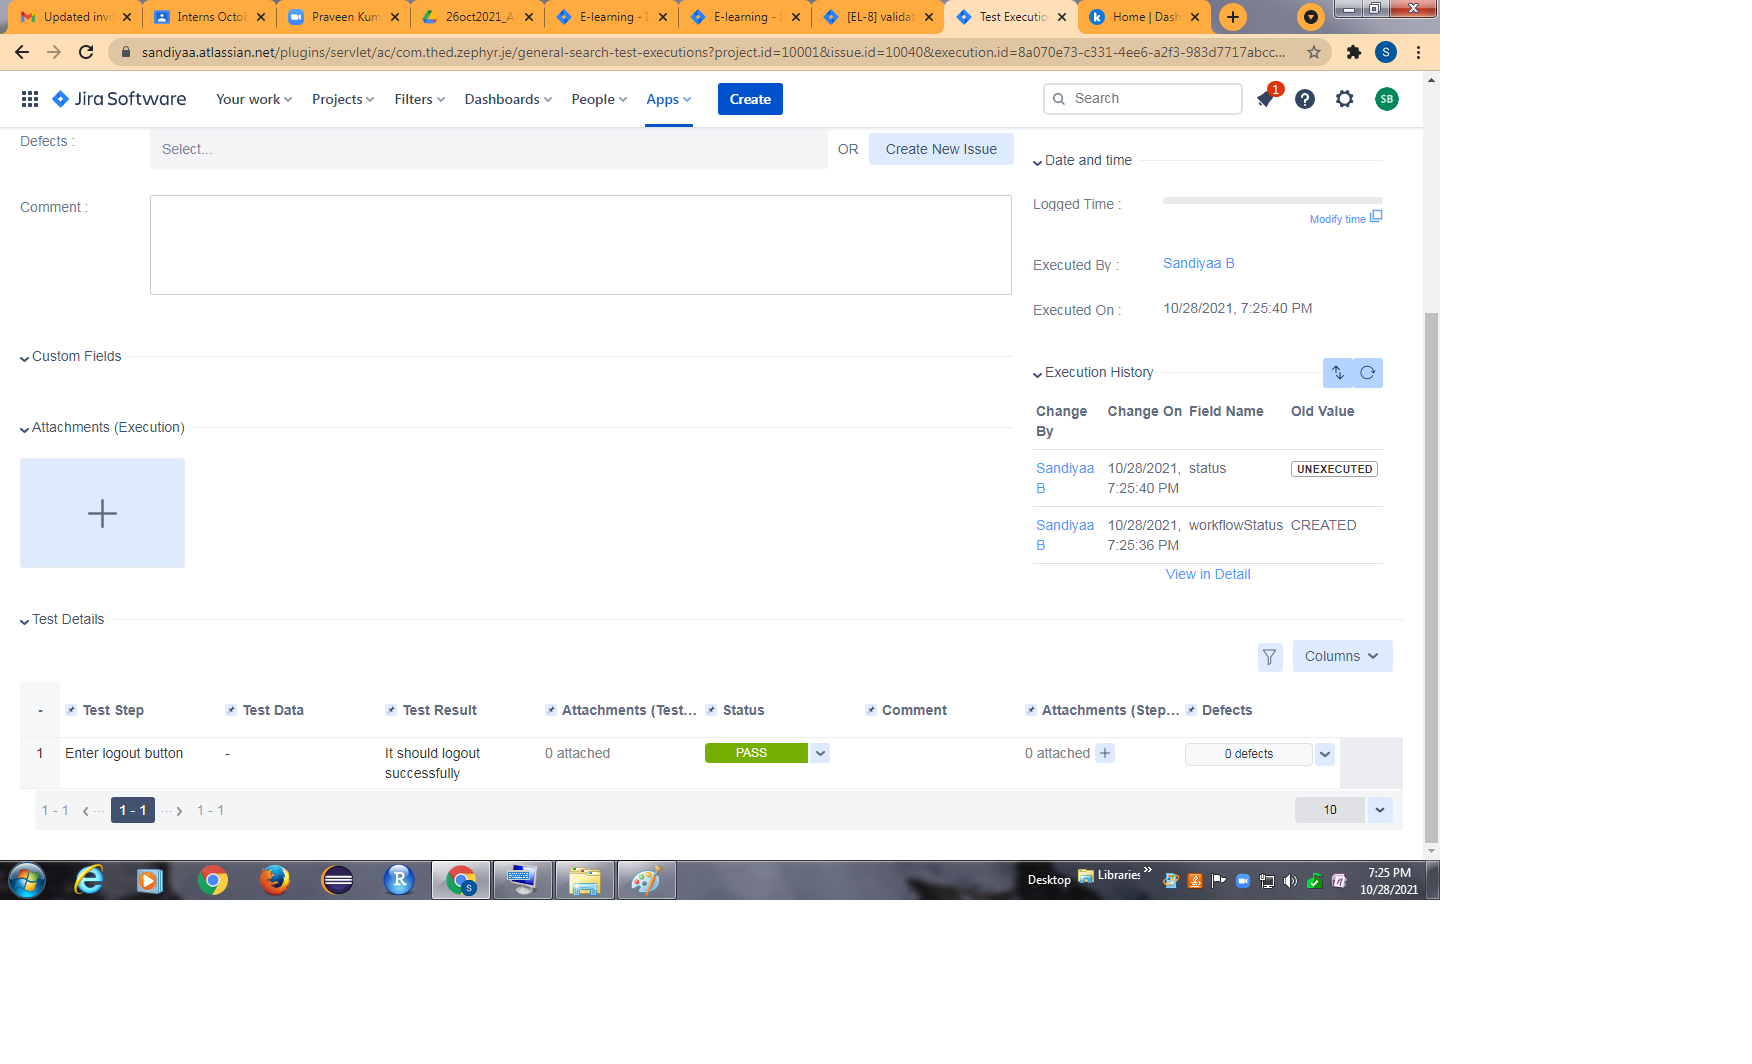 Updated invi
Interns Octob
Praveen Kum
26oct2021_A
E-learning -
E-learning -
[EL-8] validat
Test Executio
Home | Dash
sandiyaa.atlassian.net/plugins/servlet/ac/com.thed.zephyr.je/general-search-test-executions?project.id=10001&issue.id=10040&execution.id=8a070e73-c331-4ee6-a2f3-983d7717abcc...
S
Jira Software
Your work
Projects
Filters
Dashboards
People
Apps
Create
Search
1
SB
Defects :
Select...
OR
Create New Issue
Comment :
Custom Fields
Attachments (Execution)
Date and time
Logged Time :
Modify time
Executed By :
Sandiyaa B
Executed On :
10/28/2021, 7:25:40 PM
Execution History
Change By Change On Field Name Old Value
Sandiyaa B 10/28/2021, 7:25:40 PM status UNEXECUTED
Sandiyaa B 10/28/2021, 7:25:36 PM workflowStatus CREATED
View in Detail
Test Details
Columns
- Test Step Test Data Test Result Attachments (Test... Status Comment Attachments (Step... Defects
1 Enter logout button - It should logout successfully 0 attached PASS 0 attached + 0 defects
1 - 1 ... 1 - 1 ... 1 - 1
10
Desktop
Libraries
7:25 PM
10/28/2021